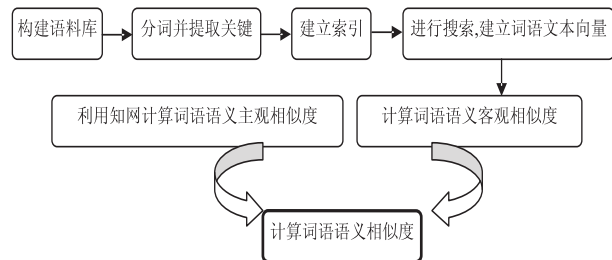 构建语料库
分词并提取关键
建立索引
进行搜索,建立词语文本向量
利用知网计算词语语义主观相似度
计算词语语义客观相似度
计算词语语义相似度